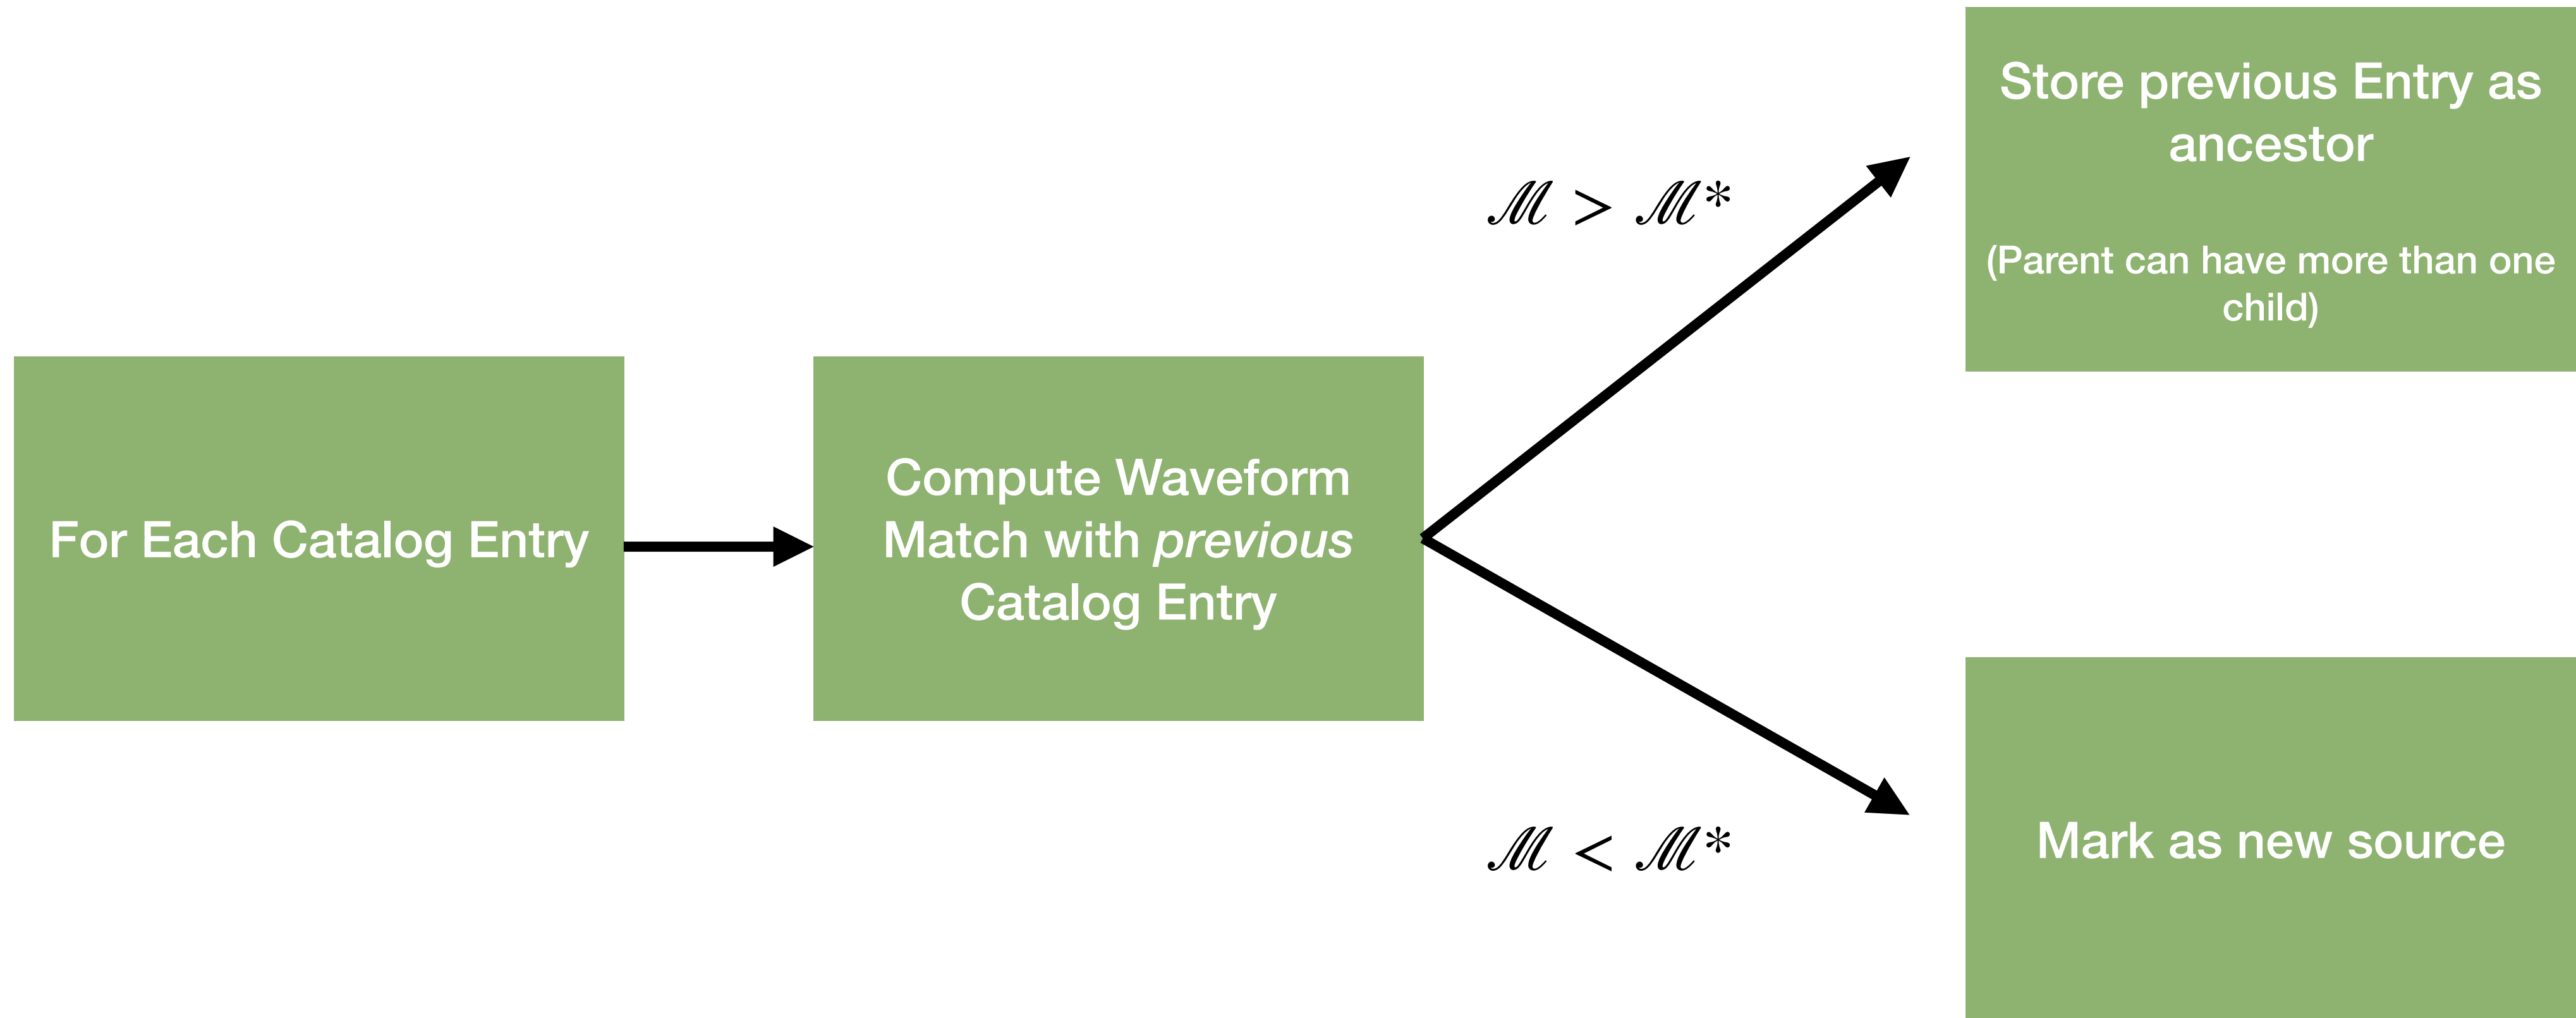 For Each Catalog Entry
Compute Waveform
Match with previous
Catalog Entry
ℳ > ℳ*
Store previous Entry as
ancestor
(Parent can have more than one
child)
ℳ < ℳ*
Mark as new source